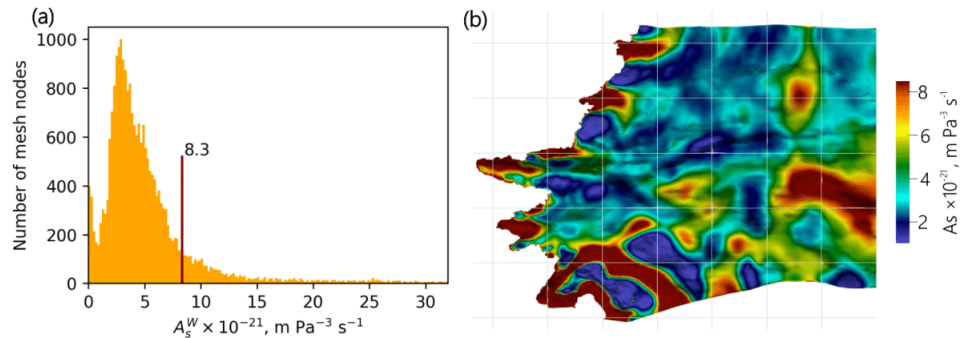 (a)
(b)
Number of mesh nodes
1000
800
600
400
200
0
8.3
0 5 10 15 20 25 30
A_s^W × 10⁻²¹, m Pa⁻³ s⁻¹
8
6
4
2
As ×10⁻²¹, m Pa⁻³ s⁻¹